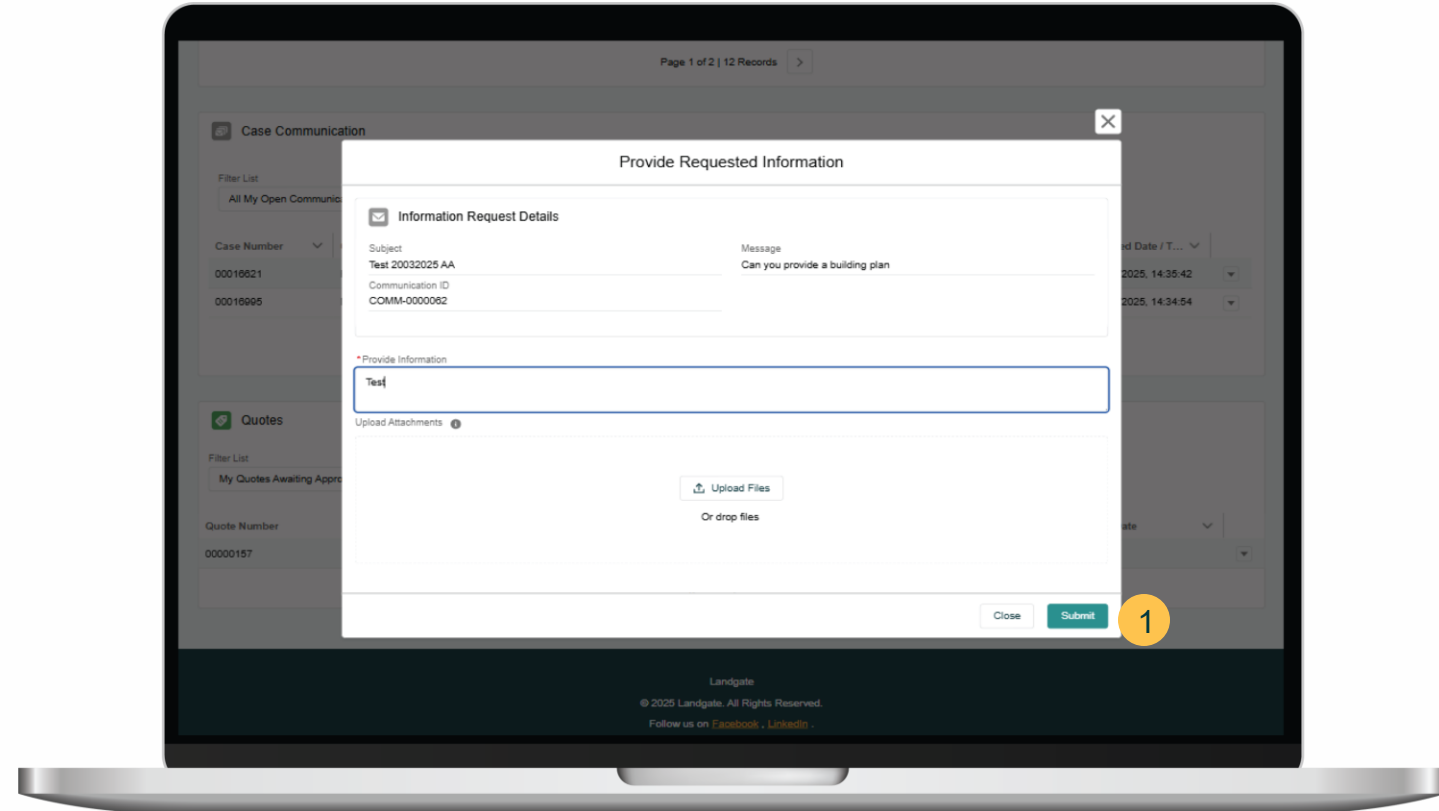 Page 1 of 2 | 12 Records
Case Communication
Provide Requested Information
Filter List
All My Open Communic
Information Request Details
Case Number
ed Date / T...
Subject
Message
Test 20032025 AA
Can you provide a building plan
00016621
2025, 14:35:42
Communication ID
COMM-0000062
00016995
2025, 14:34:54
*Provide Information
Test
Quotes
Upload Attachments
Filter List
My Quotes Awaiting Appro
Upload Files
Or drop files
Quote Number
ate
00000157
Close
Submit
1
Landgate
© 2025 Landgate. All Rights Reserved.
Follow us on Facebook , LinkedIn .